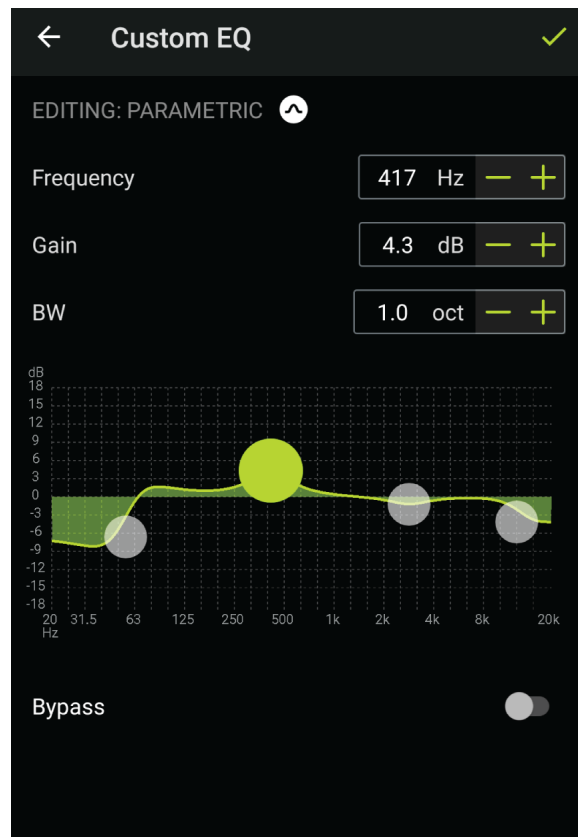 Custom EQ
EDITING: PARAMETRIC
Frequency 417 Hz − +
Gain 4.3 dB − +
BW 1.0 oct − +
dB
18
15
12
9
6
3
0
-3
-6
-9
-12
-15
-18
20 31.5 63 125 250 500 1k 2k 4k 8k 20k
Hz
Bypass